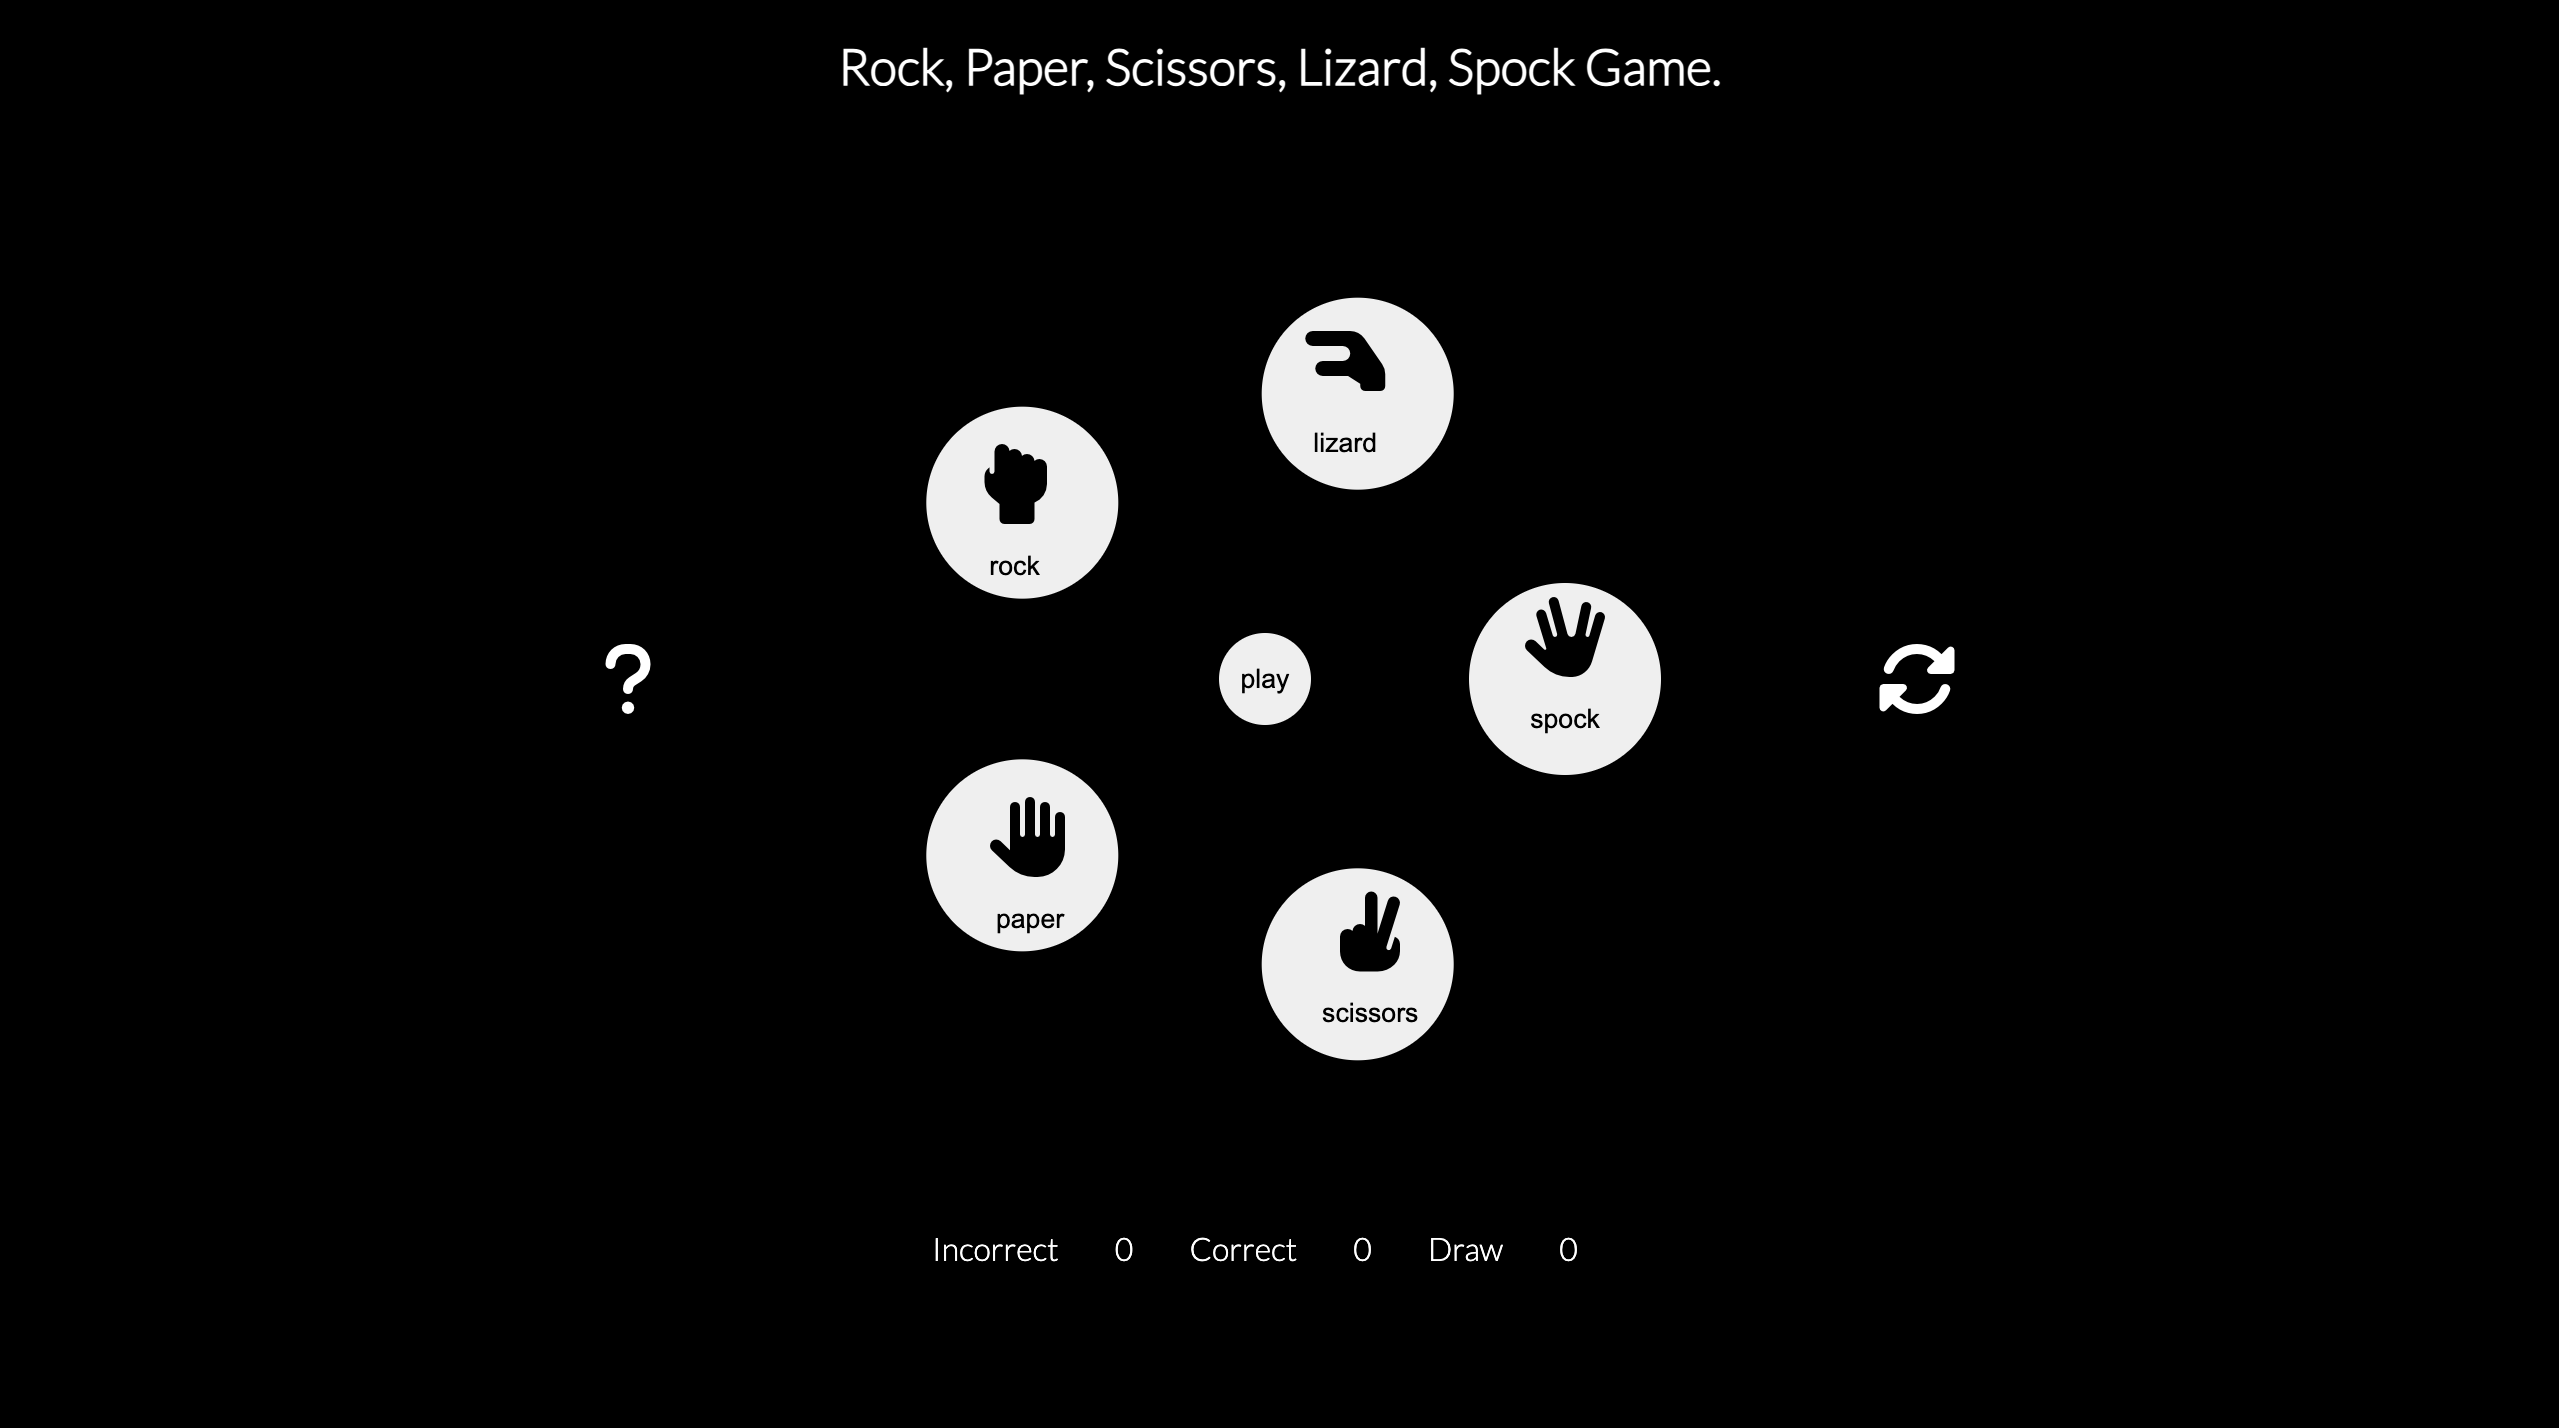 Rock, Paper, Scissors, Lizard, Spock Game.
lizard
rock
?
play
spock
paper
scissors
Incorrect 0 Correct 0 Draw 0